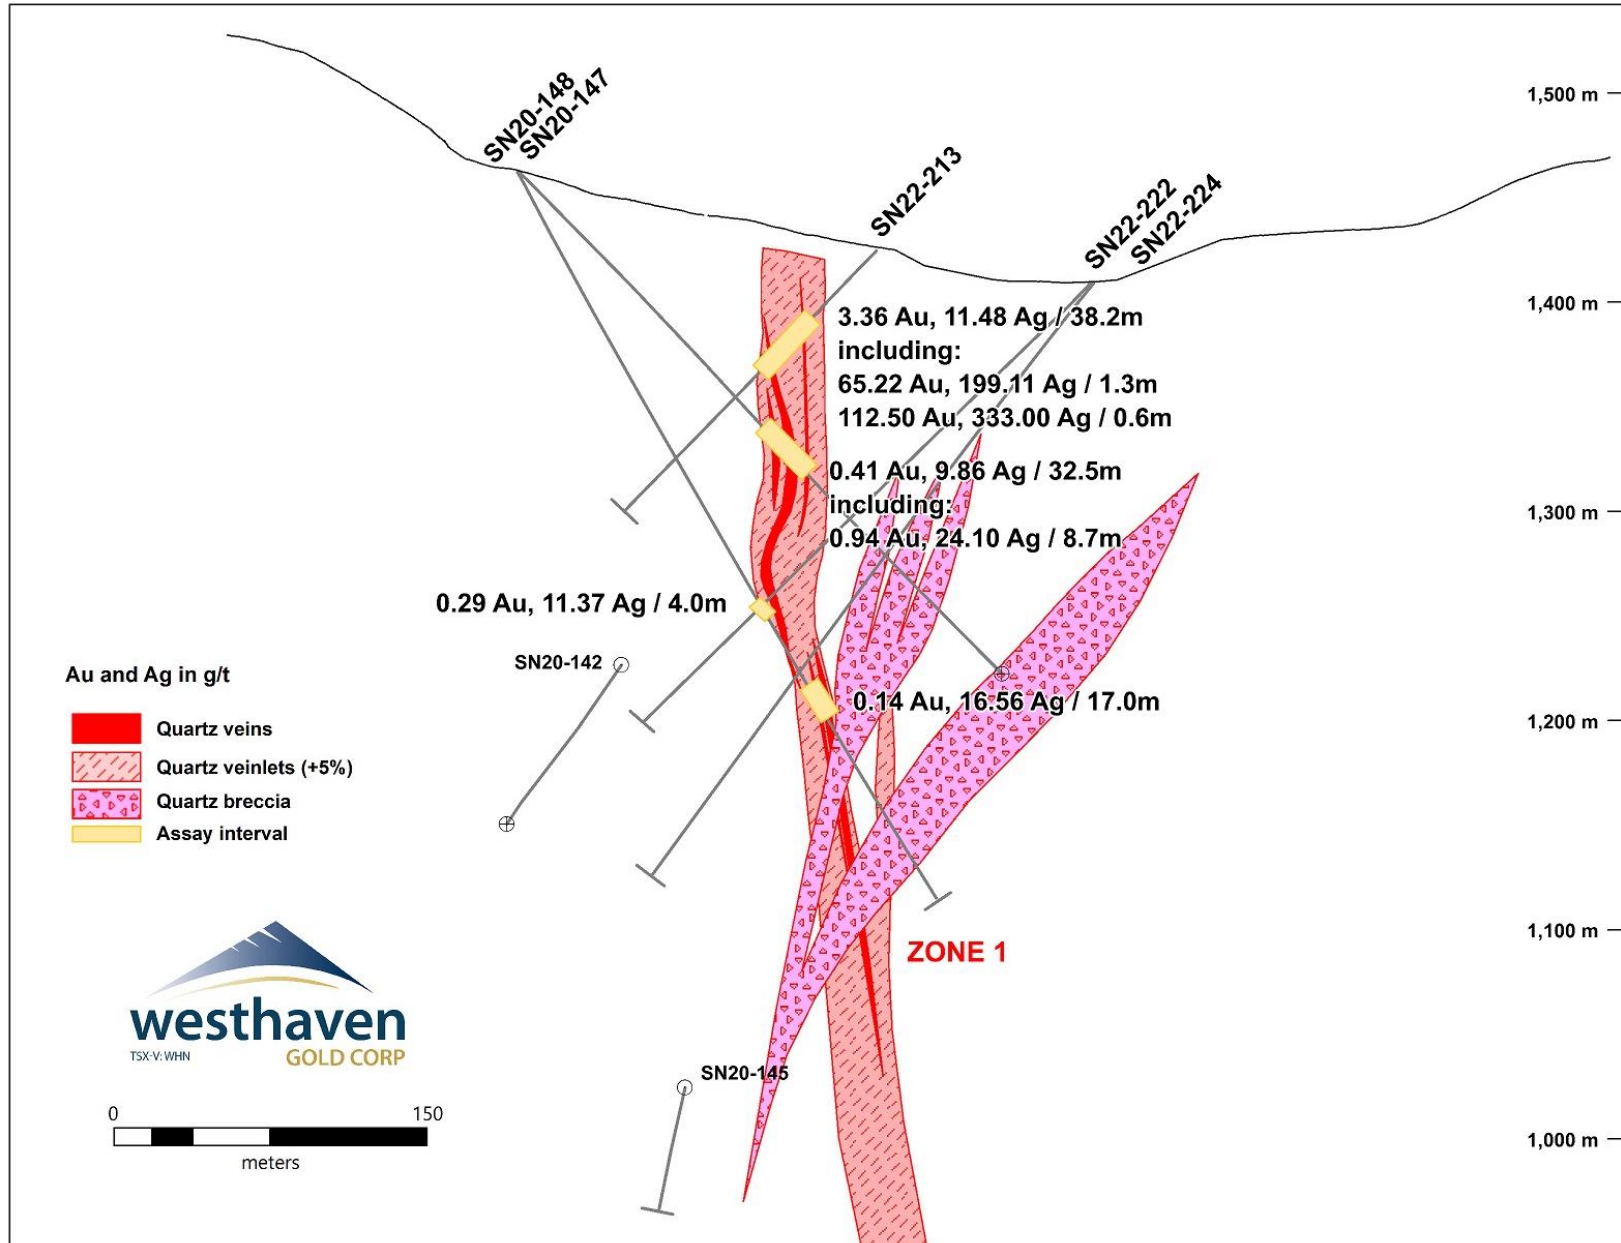 1,500 m
SN20-148
SN20-147
SN22-213
SN22-222
SN22-224
1,400 m
3.36 Au, 11.48 Ag / 38.2m
including:
65.22 Au, 199.11 Ag / 1.3m
112.50 Au, 333.00 Ag / 0.6m
0.41 Au, 9.86 Ag / 32.5m
including:
0.94 Au, 24.10 Ag / 8.7m
1,300 m
0.29 Au, 11.37 Ag / 4.0m
SN20-142
0.14 Au, 16.56 Ag / 17.0m
1,200 m
Au and Ag in g/t
Quartz veins
Quartz veinlets (+5%)
Quartz breccia
Assay interval
1,100 m
ZONE 1
westhaven
TSX-V: WHN
GOLD CORP
SN20-145
0 150
meters
1,000 m